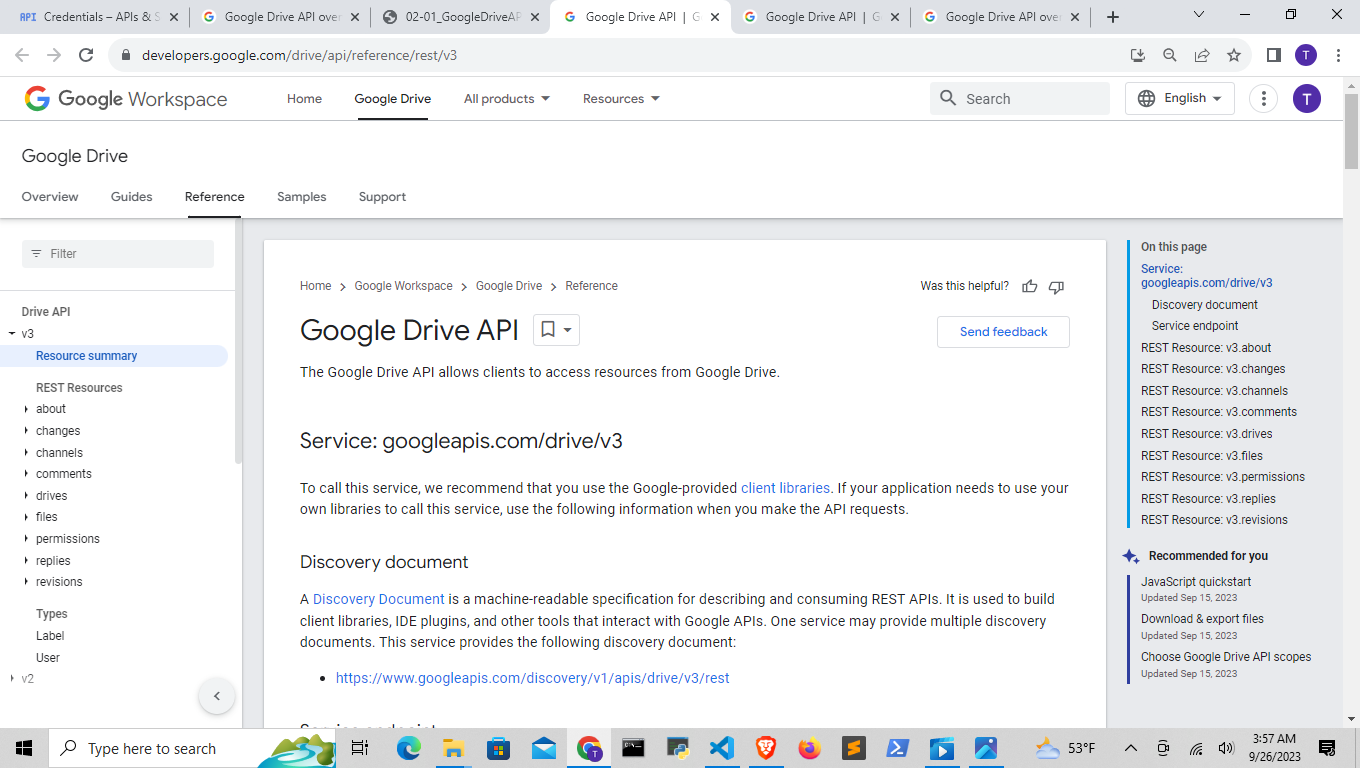 API Credentials – APIs & S
Google Drive API over
02-01_GoogleDriveAP
Google Drive API | G
Google Drive API | G
Google Drive API over
developers.google.com/drive/api/reference/rest/v3
T
Google Workspace
Home
Google Drive
All products
Resources
Search
English
T
Google Drive
Overview
Guides
Reference
Samples
Support
Filter
Drive API
v3
Resource summary
REST Resources
about
changes
channels
comments
drives
files
permissions
replies
revisions
Types
Label
User
v2
Home > Google Workspace > Google Drive > Reference
Was this helpful?
Google Drive API
Send feedback
The Google Drive API allows clients to access resources from Google Drive.
Service: googleapis.com/drive/v3
To call this service, we recommend that you use the Google-provided client libraries. If your application needs to use your
own libraries to call this service, use the following information when you make the API requests.
Discovery document
A Discovery Document is a machine-readable specification for describing and consuming REST APIs. It is used to build
client libraries, IDE plugins, and other tools that interact with Google APIs. One service may provide multiple discovery
documents. This service provides the following discovery document:
• https://www.googleapis.com/discovery/v1/apis/drive/v3/rest
Service endpoint
On this page
Service:
googleapis.com/drive/v3
Discovery document
Service endpoint
REST Resource: v3.about
REST Resource: v3.changes
REST Resource: v3.channels
REST Resource: v3.comments
REST Resource: v3.drives
REST Resource: v3.files
REST Resource: v3.permissions
REST Resource: v3.replies
REST Resource: v3.revisions
Recommended for you
JavaScript quickstart
Updated Sep 15, 2023
Download & export files
Updated Sep 15, 2023
Choose Google Drive API scopes
Updated Sep 15, 2023
Type here to search
T
53°F
3:57 AM
9/26/2023